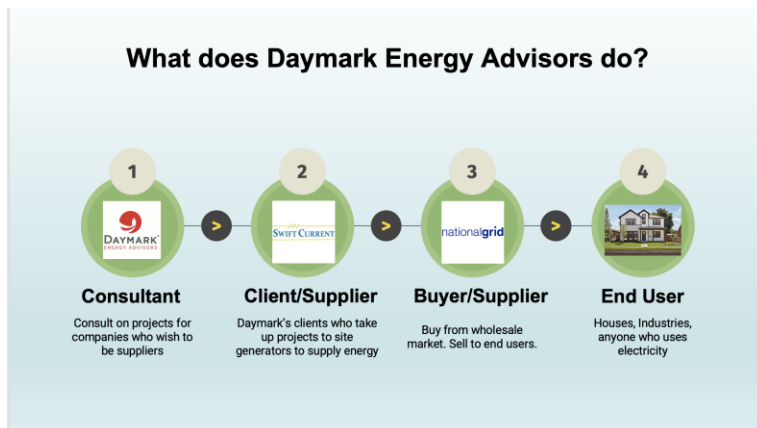 What does Daymark Energy Advisors do?
1
2
3
4
>
>
>
DAYMARK
ENERGY ADVISORS
SWIFT CURRENT
nationalgrid
Consultant
Client/Supplier
Buyer/Supplier
End User
Consult on projects for
companies who wish to
be suppliers
Daymark's clients who take
up projects to site
generators to supply energy
Buy from wholesale
market. Sell to end users.
Houses, Industries,
anyone who uses
electricity